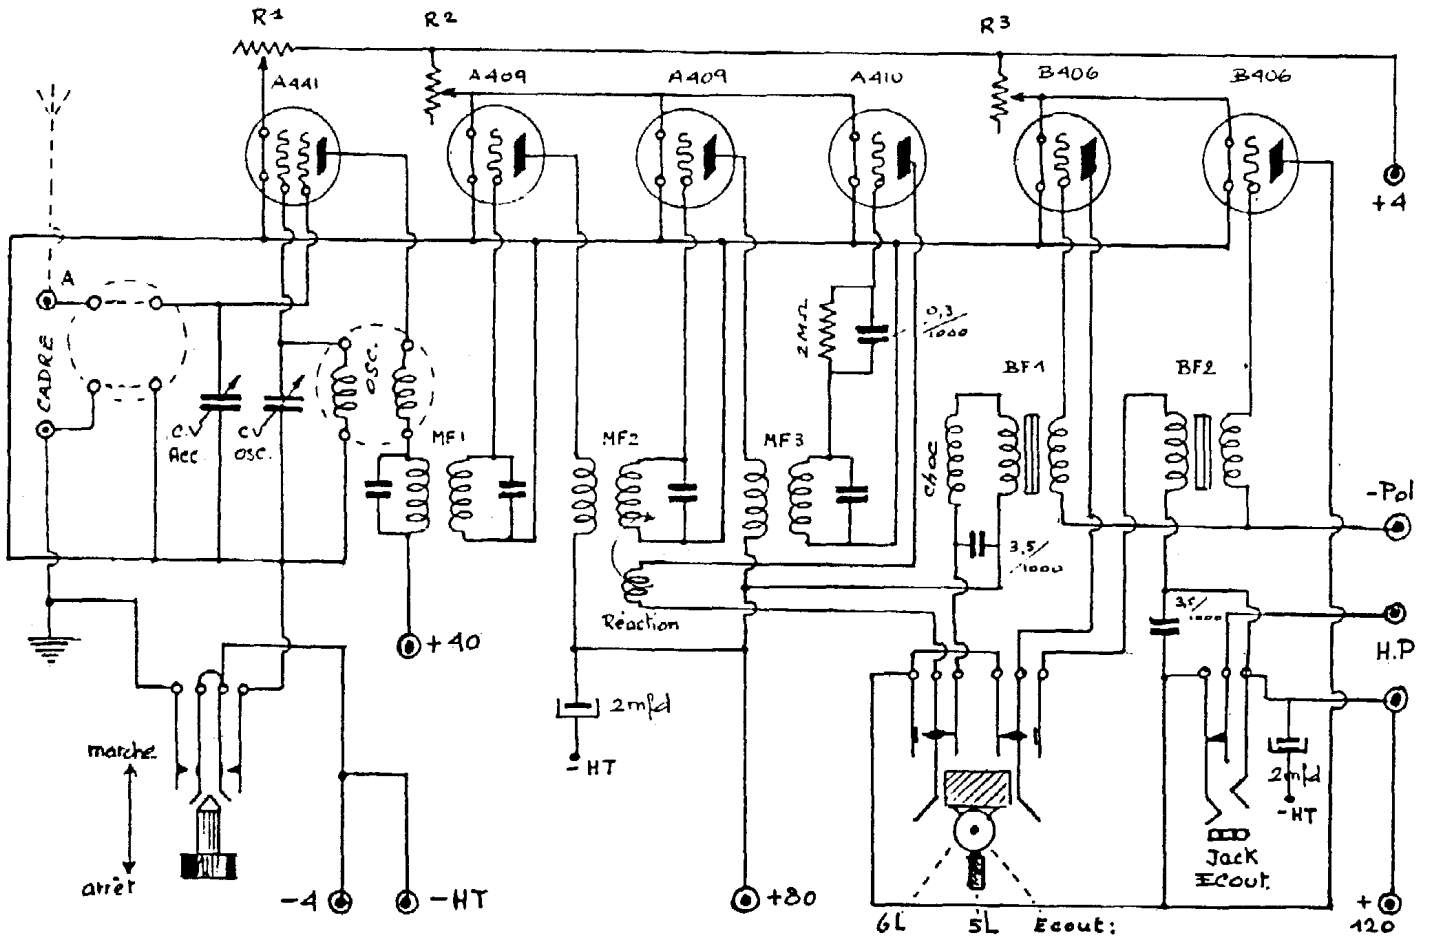 R1
R2
R3
A441
A409
A409
A410
B406
B406
+4
A
CADRE
OSC.
2MΩ
0,3/1000
BF1
BF2
C.V Acc.
CV OSC.
MF1
MF2
MF3
choc
-Pol
3,5/1000
3,5/1000
Réaction
+40
H.P
2mfd
-HT
marche
arrêt
2mfd
-HT
Jack
Ecout.
-4
-HT
+80
6L
5L
Ecout:
+
120